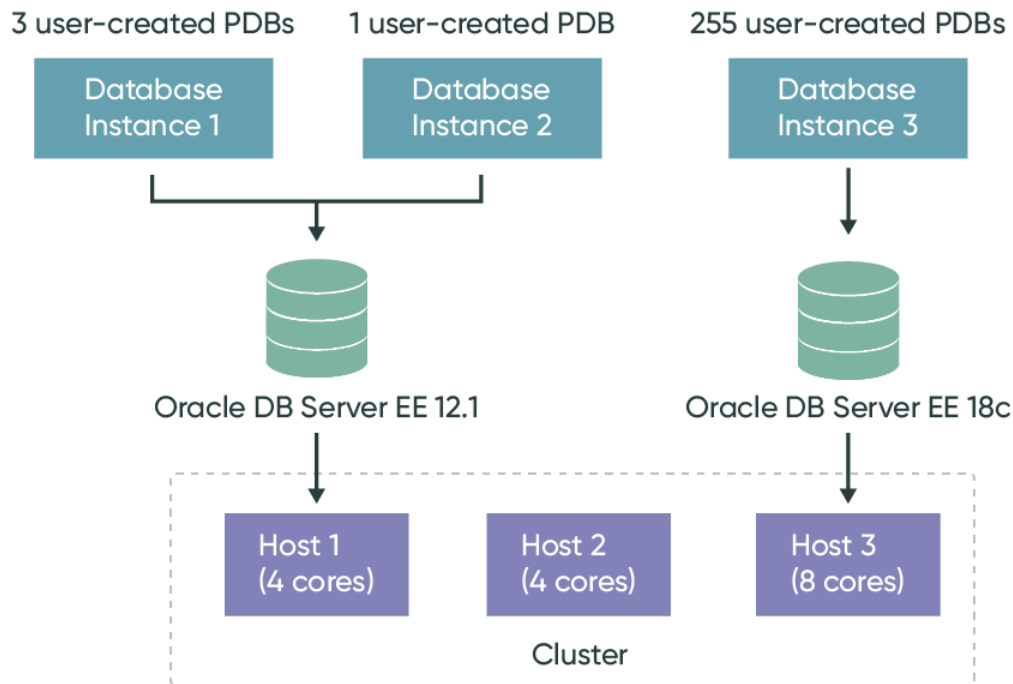 3 user-created PDBs
1 user-created PDB
255 user-created PDBs
Database
Instance 1
Database
Instance 2
Database
Instance 3
Oracle DB Server EE 12.1
Oracle DB Server EE 18c
Host 1
(4 cores)
Host 2
(4 cores)
Host 3
(8 cores)
Cluster